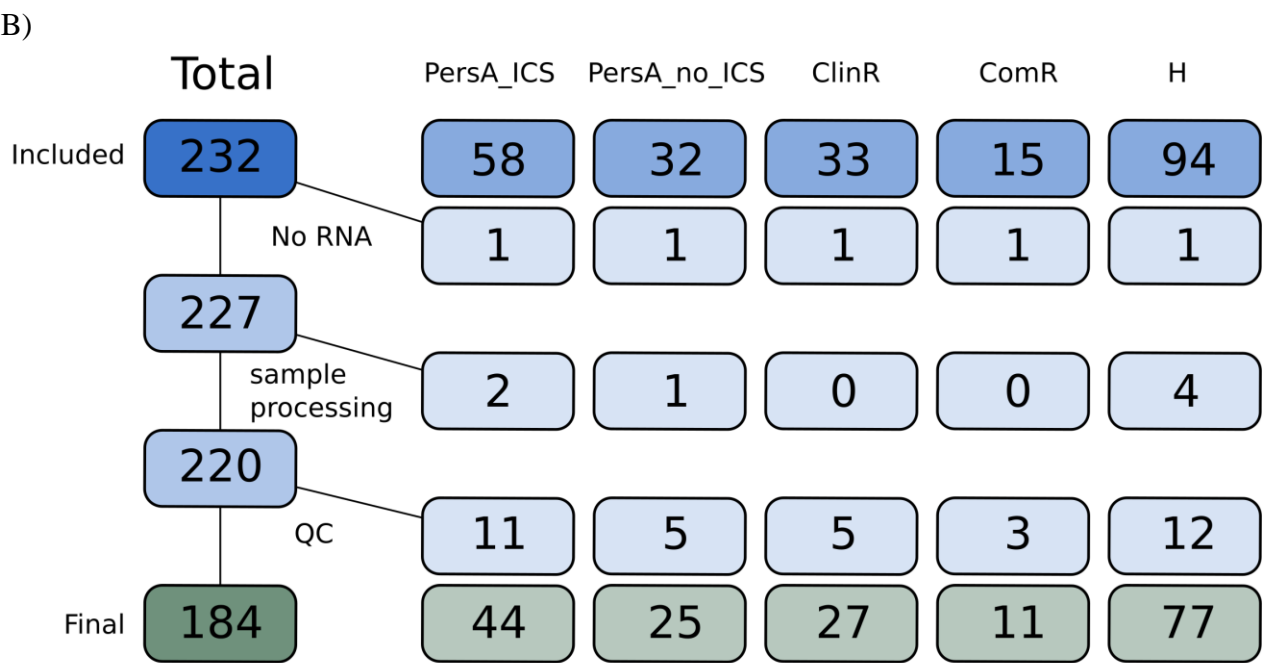 B)
Total PersA_ICS PersA_no_ICS ClinR ComR H
Included 232 58 32 33 15 94
No RNA 1 1 1 1 1
227
sample
processing 2 1 0 0 4
220
QC 11 5 5 3 12
Final 184 44 25 27 11 77